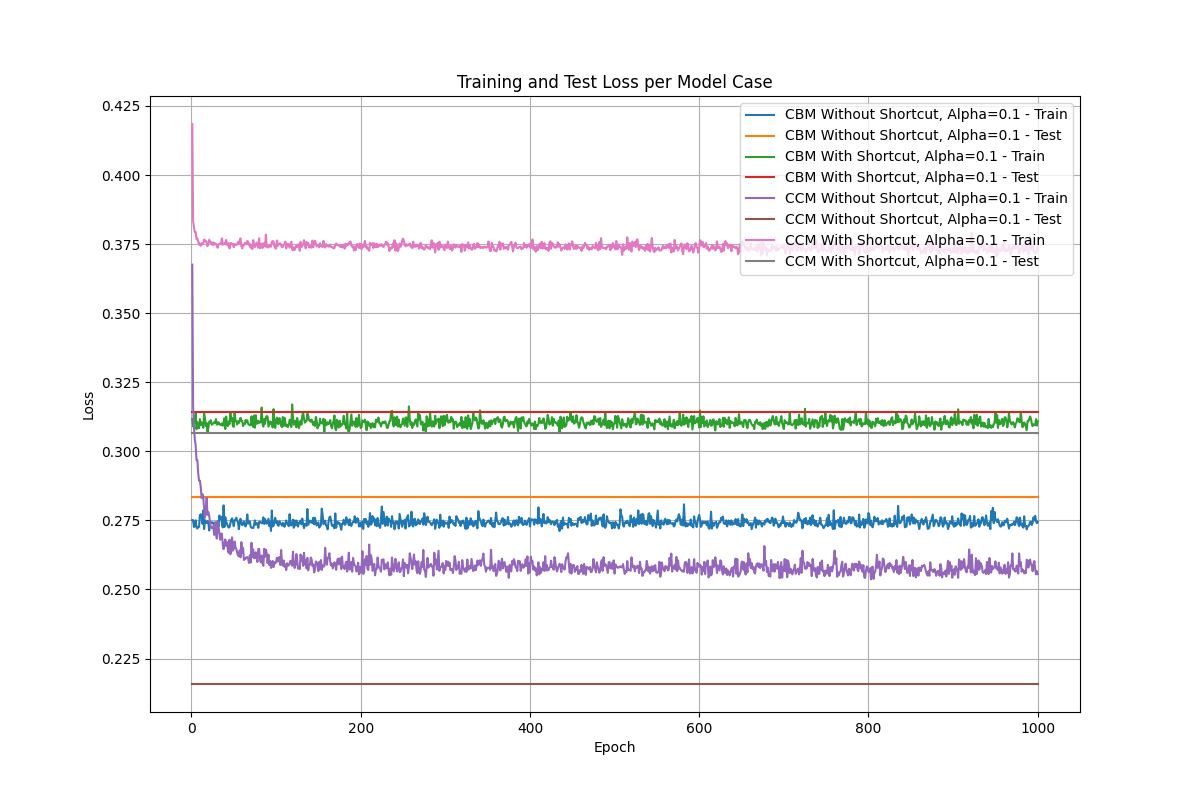 Training and Test Loss per Model Case
0.425
0.400
0.375
0.350
0.325
0.300
0.275
0.250
0.225
Loss
CBM Without Shortcut, Alpha=0.1 - Train
CBM Without Shortcut, Alpha=0.1 - Test
CBM With Shortcut, Alpha=0.1 - Train
CBM With Shortcut, Alpha=0.1 - Test
CCM Without Shortcut, Alpha=0.1 - Train
CCM Without Shortcut, Alpha=0.1 - Test
CCM With Shortcut, Alpha=0.1 - Train
CCM With Shortcut, Alpha=0.1 - Test
0 200 400 600 800 1000
Epoch